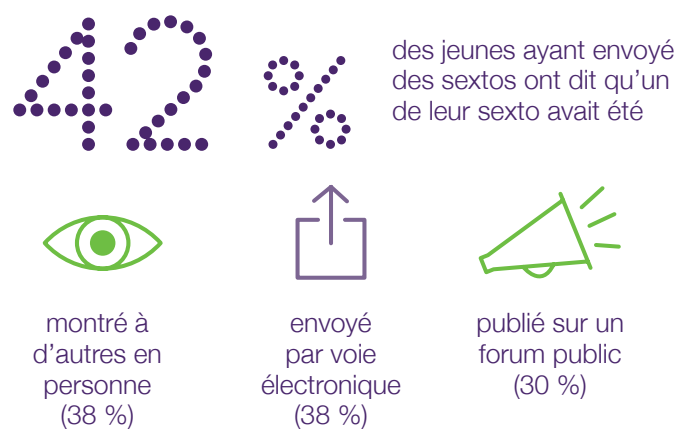 42 %
des jeunes ayant envoyé
des sextos ont dit qu'un
de leur sexto avait été
montré à
d'autres en
personne
(38 %)
envoyé
par voie
électronique
(38 %)
publié sur un
forum public
(30 %)